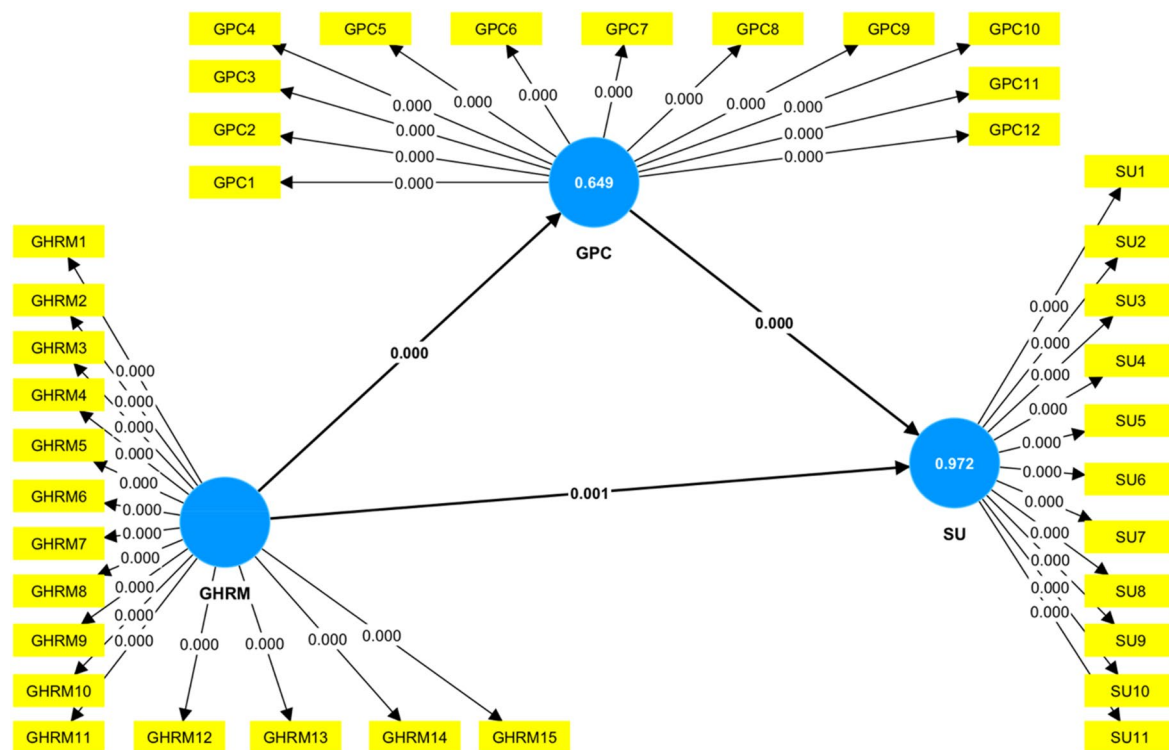 GPC4 GPC5 GPC6 GPC7 GPC8 GPC9 GPC10
GPC3 GPC11
GPC2 GPC12
GPC1
0.000 0.000 0.000 0.000 0.000 0.000 0.000
0.000 0.000
0.000 0.000
0.000
0.649
GPC
GHRM1
GHRM2
GHRM3
GHRM4
GHRM5
GHRM6
GHRM7
GHRM8
GHRM9
GHRM10
GHRM11 GHRM12 GHRM13 GHRM14 GHRM15
0.000
0.000
0.000
0.000
0.000
0.000
0.000
0.000
0.000
0.000
0.000
0.000 0.000 0.000 0.000
GHRM
0.000
0.000
0.001
0.972
SU
0.000
0.000
0.000
0.000
0.000
0.000
0.000
0.000
0.000
0.000
0.000
SU1
SU2
SU3
SU4
SU5
SU6
SU7
SU8
SU9
SU10
SU11